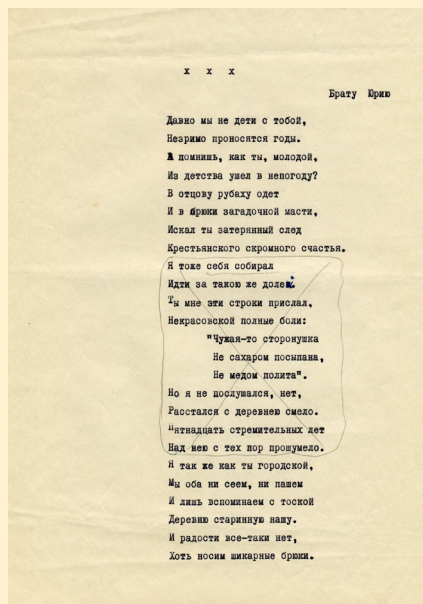 х х х
Брату Юрию
Давно мы не дети с тобой,
Незримо проносятся годы.
А помнишь, как ты, молодой,
Из детства ушел в непогоду?
В отцову рубаху одет
И в брюки загадочной масти,
Искал ты затерянный след
Крестьянского скромного счастья.
Я тоже себя собирал
Идти за такою же долей.
Ты мне эти строки прислал,
Некрасовской полные боли:
"Чужая-то сторонушка
Не сахаром посыпана,
Не медом полита".
Но я не послушался, нет,
Расстался с деревнею смело.
Пятнадцать стремительных лет
Над нею с тех пор прошумело.
Я так же как ты городской,
Мы оба ни сеем, ни пашем
И лишь вспоминаем с тоской
Деревню старинную нашу.
И радости все-таки нет,
Хоть носим шикарные брюки.